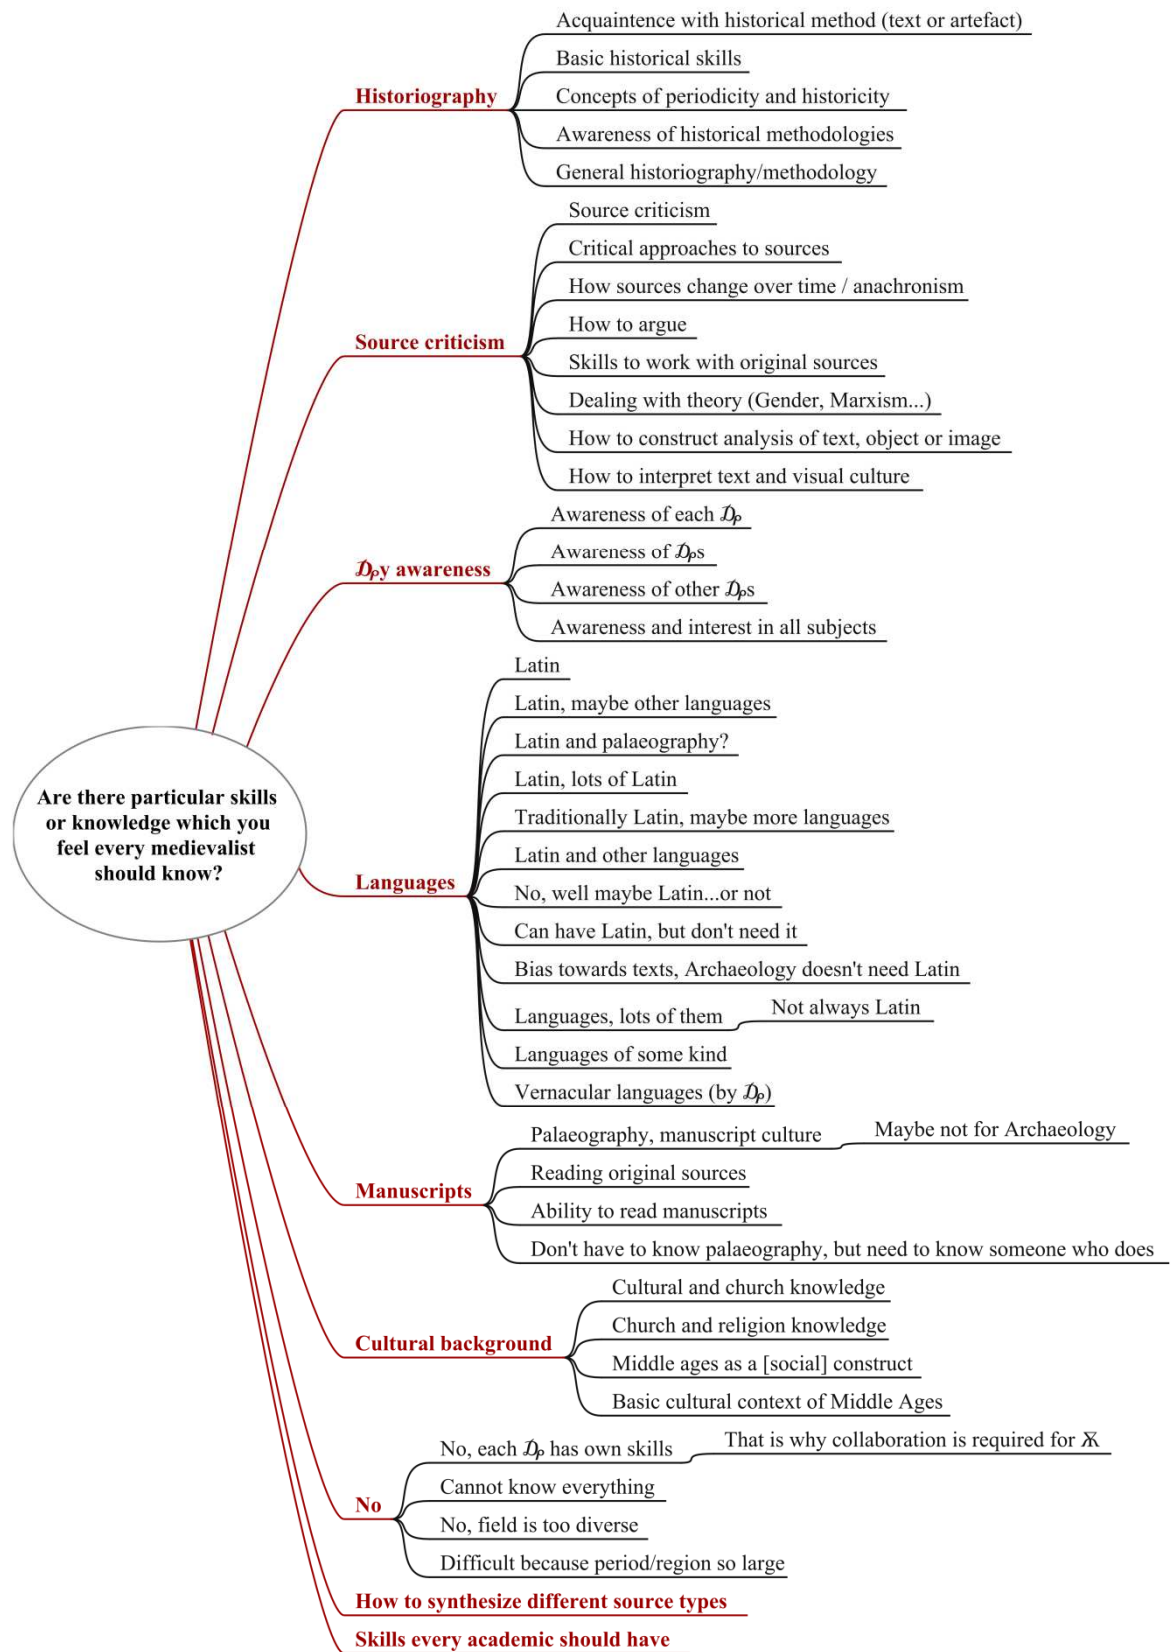 Acquaintence with historical method (text or artefact)
Basic historical skills
Historiography
Concepts of periodicity and historicity
Awareness of historical methodologies
General historiography/methodology
Source criticism
Critical approaches to sources
How sources change over time / anachronism
How to argue
Source criticism
Skills to work with original sources
Dealing with theory (Gender, Marxism...)
How to construct analysis of text, object or image
How to interpret text and visual culture
Awareness of each
Awareness of
awareness
Awareness of other
Awareness and interest in all subjects
Latin
Latin, maybe other languages
Latin and palaeography?
Latin, lots of Latin
Are there particular skills
or knowledge which you
feel every medievalist
should know?
Traditionally Latin, maybe more languages
Latin and other languages
Languages
No, well maybe Latin...or not
Can have Latin, but don't need it
Bias towards texts, Archaeology doesn't need Latin
Languages, lots of them
Not always Latin
Languages of some kind
Vernacular languages (by
Palaeography, manuscript culture
Maybe not for Archaeology
Reading original sources
Manuscripts
Ability to read manuscripts
Don't have to know palaeography, but need to know someone who does
Cultural and church knowledge
Church and religion knowledge
Cultural background
Middle ages as a [social] construct
Basic cultural context of Middle Ages
No, each has own skills
That is why collaboration is required for
Cannot know everything
No
No, field is too diverse
Difficult because period/region so large
How to synthesize different source types
Skills every academic should have